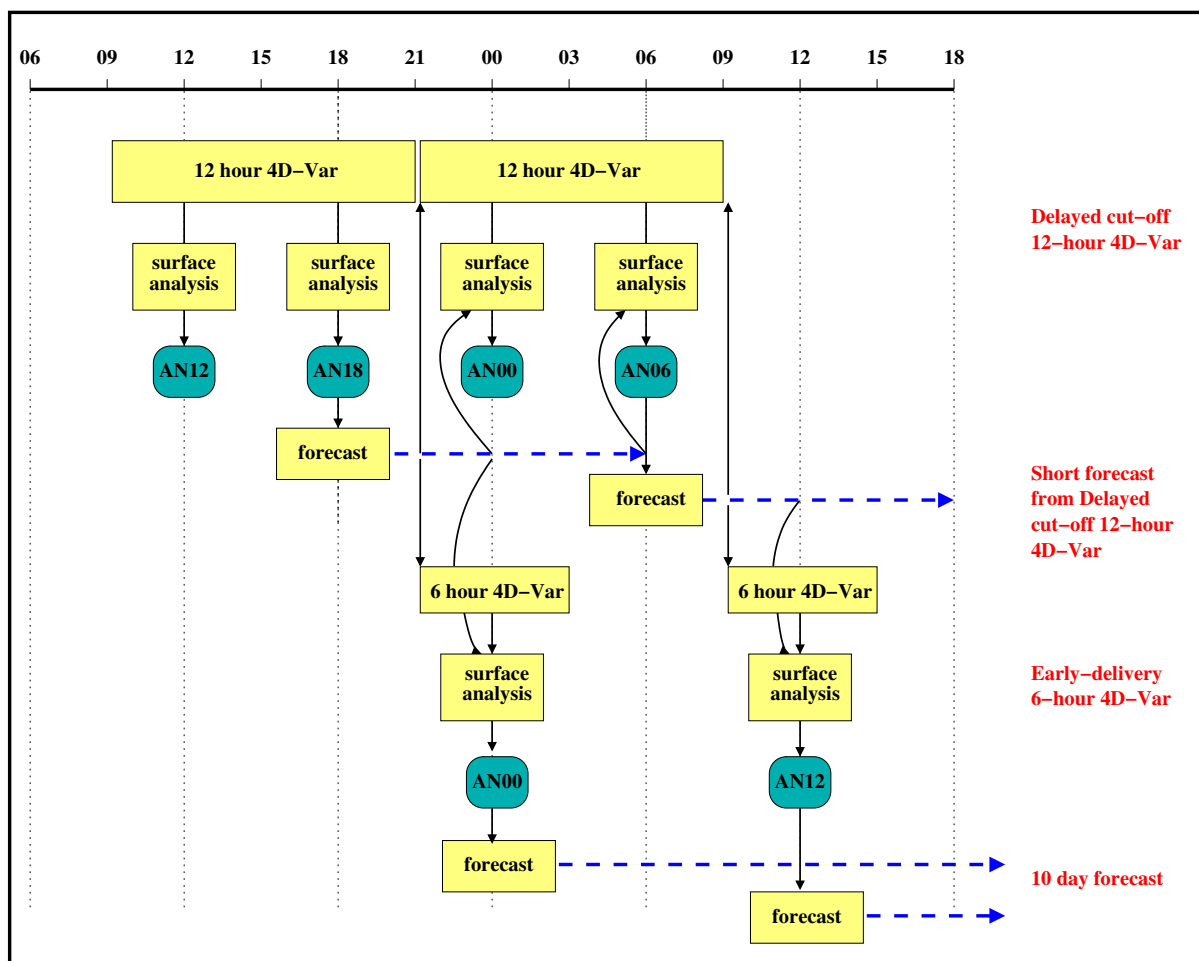 06 12 15 18 21 00 03 06 09 12 15 18
12 hour 4D−Var
12 hour 4D−Var
Delayed cut−off
12−hour 4D−Var
surface
analysis
surface
analysis
surface
analysis
surface
analysis
AN12
AN18
AN00
AN06
forecast
forecast
Short forecast
from Delayed
cut−off 12−hour
4D−Var
6 hour 4D−Var
6 hour 4D−Var
surface
analysis
surface
analysis
Early−delivery
6−hour 4D−Var
AN00
AN12
forecast
10 day forecast
forecast